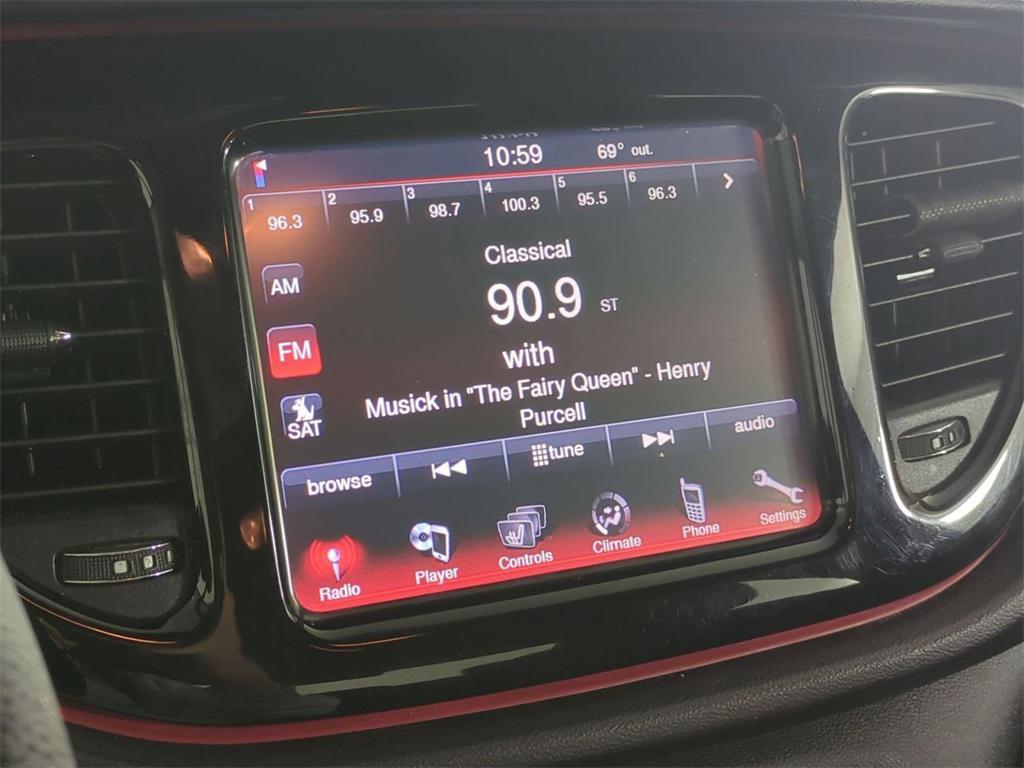 10:59 69° out.
1 2 3 4 5 6
96.3 95.9 98.7 100.3 95.5 96.3
Classical
AM
90.9 ST
FM
with
Musick in "The Fairy Queen" - Henry
Purcell
SAT
browse tune audio
Radio Player Controls Climate Phone Settings